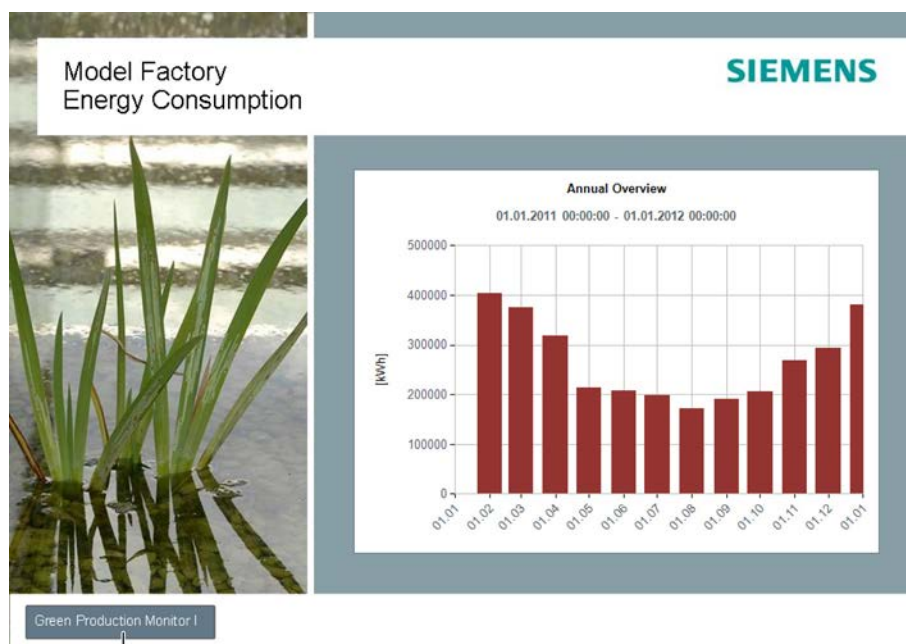 Model Factory
Energy Consumption
SIEMENS
Annual Overview
01.01.2011 00:00:00 - 01.01.2012 00:00:00
500000
400000
300000
200000
100000
0
[kWh]
01.01 01.02 01.03 01.04 01.05 01.06 01.07 01.08 01.09 01.10 01.11 01.12 01.01
Green Production Monitor I